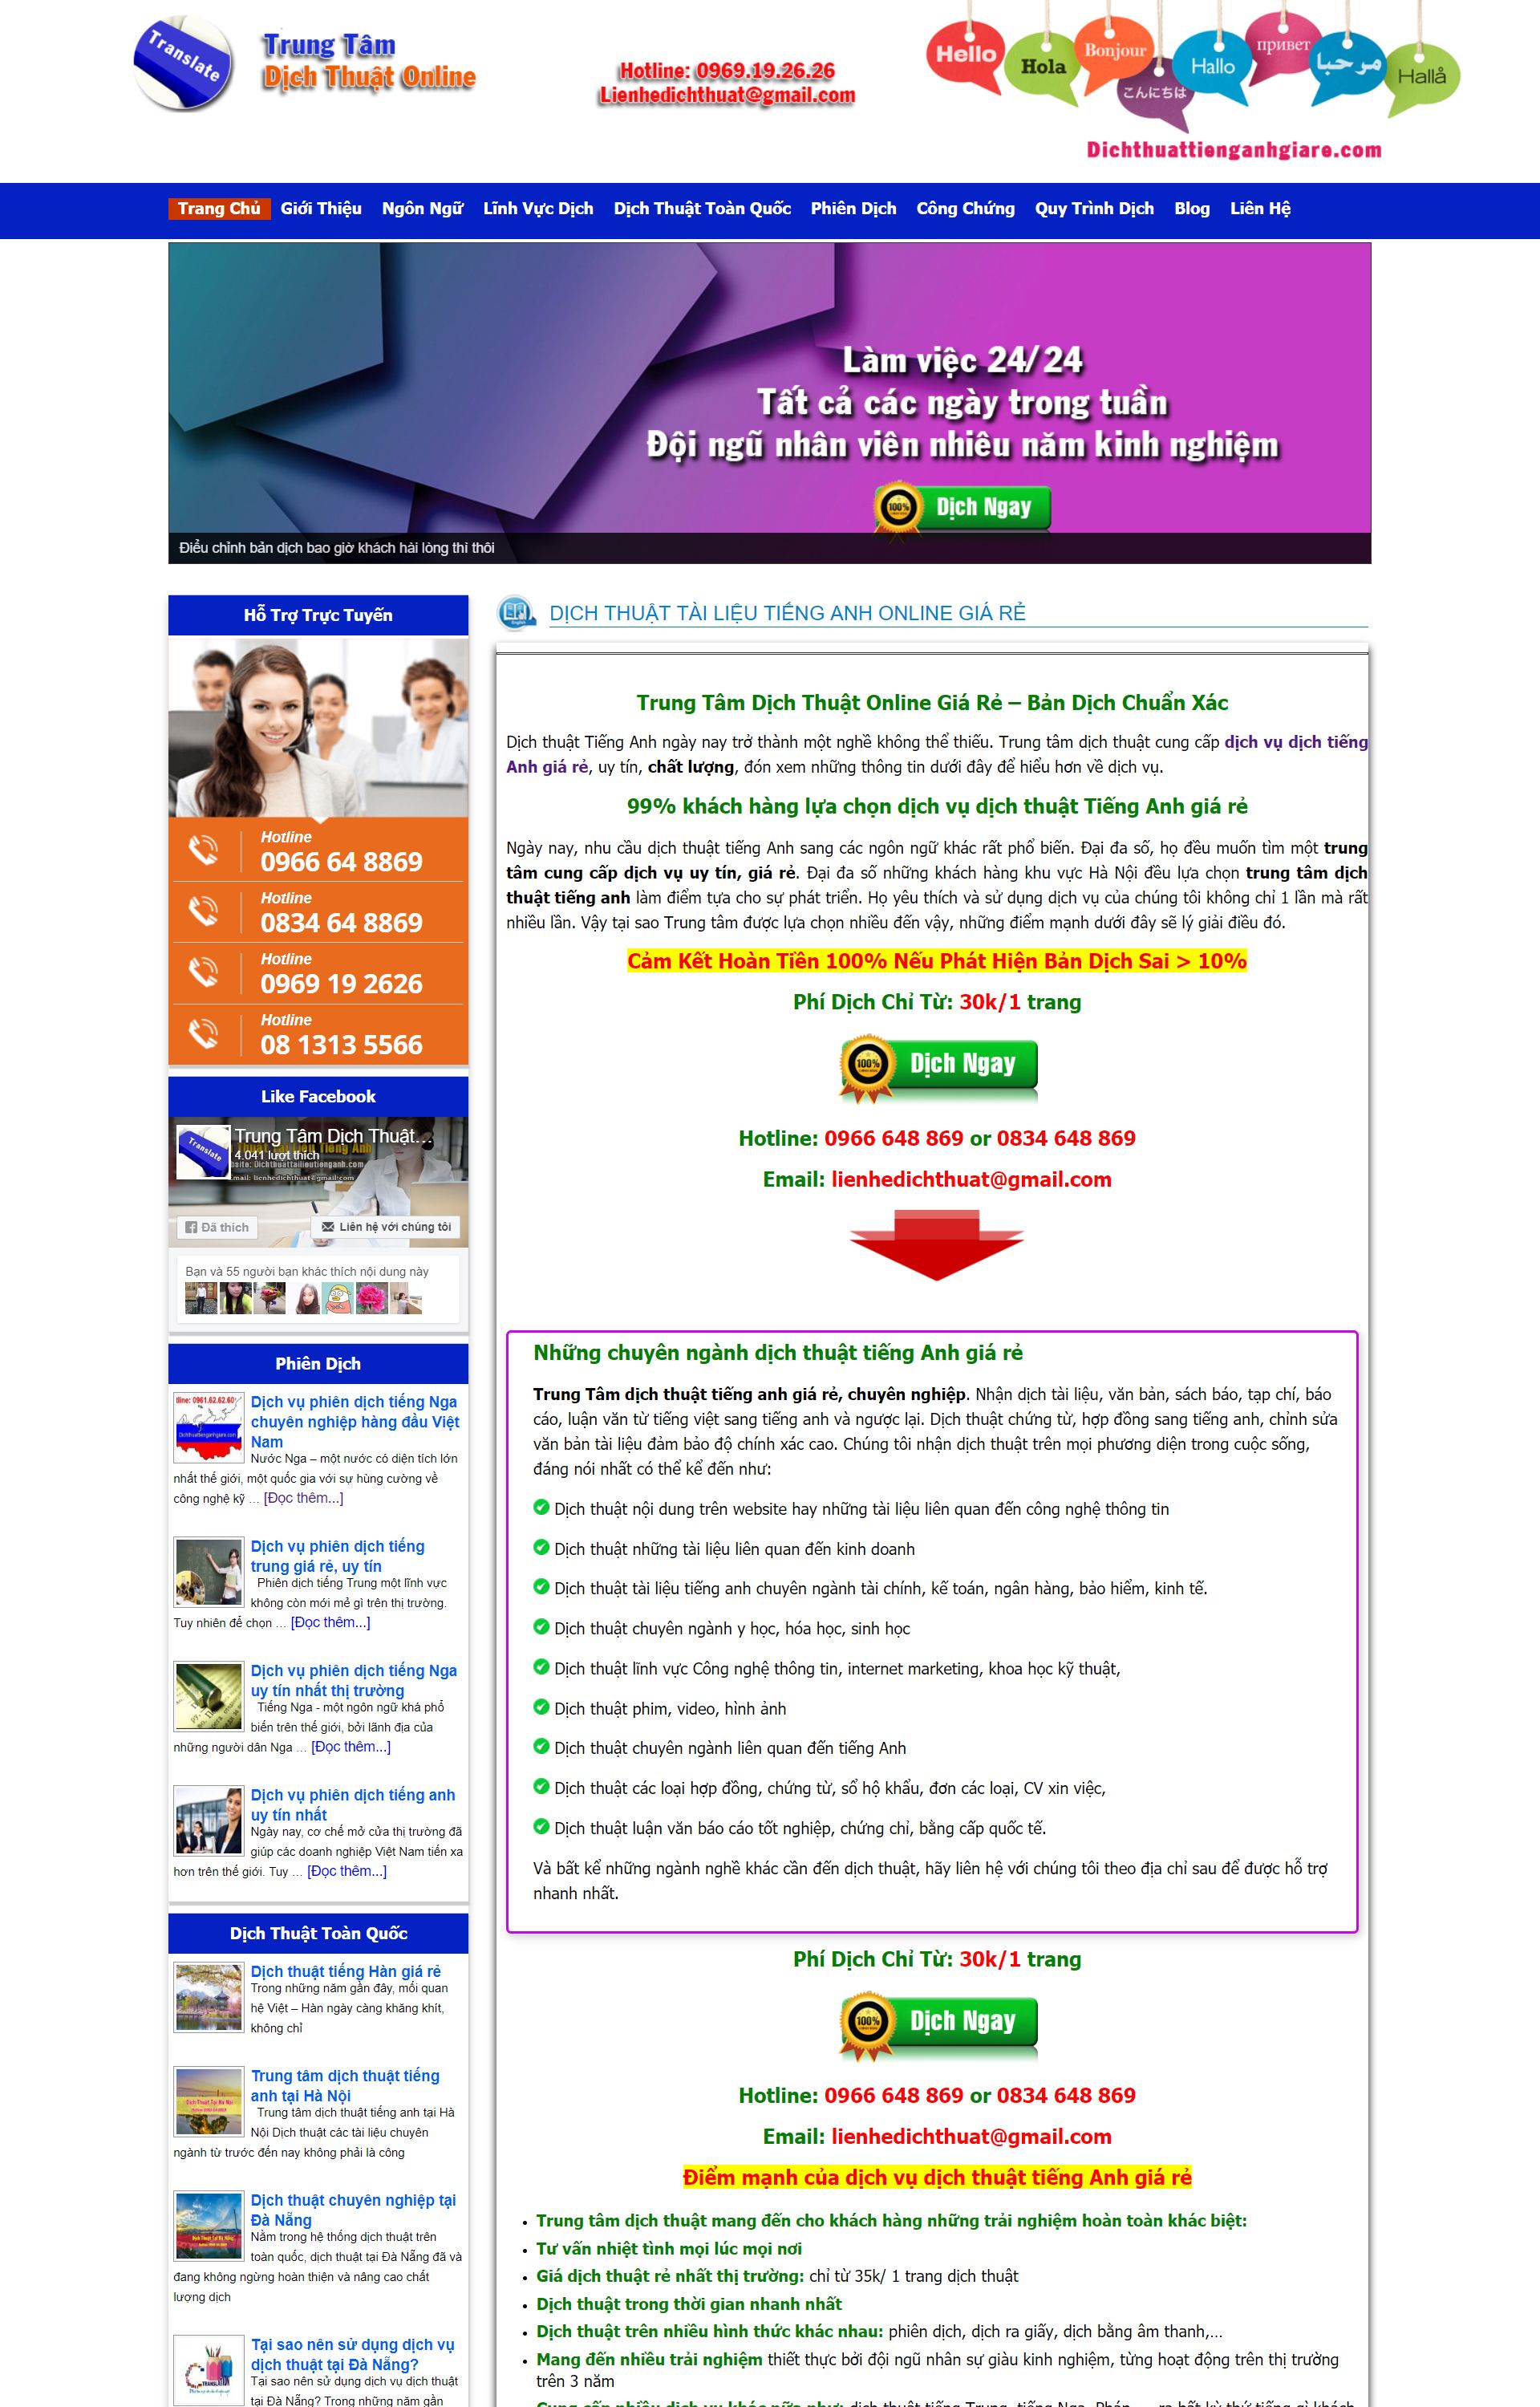 Translate
Trung Tâm
Dịch Thuật Online
Hotline: 0969.19.26.26
Lienhedichthuat@gmail.com
Hello
Hola
Bonjour
こんにちは
Hallo
привет
مرحبا
Hallå
Dichthuattienganhgiare.com
Trang Chủ Giới Thiệu Ngôn Ngữ Lĩnh Vực Dịch Dịch Thuật Toàn Quốc Phiên Dịch Công Chứng Quy Trình Dịch Blog Liên Hệ
Làm việc 24/24
Tất cả các ngày trong tuần
Đội ngũ nhân viên nhiêu năm kinh nghiệm
100% Dịch Ngay
Điều chỉnh bản dịch bao giờ khách hài lòng thì thôi
Hỗ Trợ Trực Tuyến
Hotline
0966 64 8869
Hotline
0834 64 8869
Hotline
0969 19 2626
Hotline
08 1313 5566
Like Facebook
Translate
Trung Tâm Dịch Thuật...
4.041 lượt thích
Đã thích
Liên hệ với chúng tôi
Bạn và 55 người bạn khác thích nội dung này
Phiên Dịch
Dịch vụ phiên dịch tiếng Nga
chuyên nghiệp hàng đầu Việt
Nam
Nước Nga – một nước có diện tích lớn
nhất thế giới, một quốc gia với sự hùng cường về
công nghệ kỹ ... [Đọc thêm...]
Dịch vụ phiên dịch tiếng
trung giá rẻ, uy tín
Phiên dịch tiếng Trung một lĩnh vực
không còn mới mẻ gì trên thị trường.
Tuy nhiên để chọn ... [Đọc thêm...]
Dịch vụ phiên dịch tiếng Nga
uy tín nhất thị trường
Tiếng Nga - một ngôn ngữ khá phổ
biến trên thế giới, bởi lãnh địa của
những người dân Nga ... [Đọc thêm...]
Dịch vụ phiên dịch tiếng anh
uy tín nhất
Ngày nay, cơ chế mở cửa thị trường đã
giúp các doanh nghiệp Việt Nam tiến xa
hơn trên thế giới. Tuy ... [Đọc thêm...]
Dịch Thuật Toàn Quốc
Dịch thuật tiếng Hàn giá rẻ
Trong những năm gần đây, mối quan
hệ Việt – Hàn ngày càng khăng khít,
không chỉ
Trung tâm dịch thuật tiếng
anh tại Hà Nội
Trung tâm dịch thuật tiếng anh tại Hà
Nội Dịch thuật các tài liệu chuyên
ngành từ trước đến nay không phải là công
Dịch thuật chuyên nghiệp tại
Đà Nẵng
Nằm trong hệ thống dịch thuật trên
toàn quốc, dịch thuật tại Đà Nẵng đã và
đang không ngừng hoàn thiện và nâng cao chất
lượng dịch
Tại sao nên sử dụng dịch vụ
dịch thuật tại Đà Nẵng?
Tại sao nên sử dụng dịch vụ dịch thuật
tại Đà Nẵng? Trong những năm gần
DỊCH THUẬT TÀI LIỆU TIẾNG ANH ONLINE GIÁ RẺ
Trung Tâm Dịch Thuật Online Giá Rẻ – Bản Dịch Chuẩn Xác
Dịch thuật Tiếng Anh ngày nay trở thành một nghề không thể thiếu. Trung tâm dịch thuật cung cấp dịch vụ dịch tiếng
Anh giá rẻ, uy tín, chất lượng, đón xem những thông tin dưới đây để hiểu hơn về dịch vụ.
99% khách hàng lựa chọn dịch vụ dịch thuật Tiếng Anh giá rẻ
Ngày nay, nhu cầu dịch thuật tiếng Anh sang các ngôn ngữ khác rất phổ biến. Đại đa số, họ đều muốn tìm một trung
tâm cung cấp dịch vụ uy tín, giá rẻ. Đại đa số những khách hàng khu vực Hà Nội đều lựa chọn trung tâm dịch
thuật tiếng anh làm điểm tựa cho sự phát triển. Họ yêu thích và sử dụng dịch vụ của chúng tôi không chỉ 1 lần mà rất
nhiều lần. Vậy tại sao Trung tâm được lựa chọn nhiều đến vậy, những điểm mạnh dưới đây sẽ lý giải điều đó.
Cảm Kết Hoàn Tiền 100% Nếu Phát Hiện Bản Dịch Sai > 10%
Phí Dịch Chỉ Từ: 30k/1 trang
100% Dịch Ngay
Hotline: 0966 648 869 or 0834 648 869
Email: lienhedichthuat@gmail.com
Những chuyên ngành dịch thuật tiếng Anh giá rẻ
Trung Tâm dịch thuật tiếng anh giá rẻ, chuyên nghiệp. Nhận dịch tài liệu, văn bản, sách báo, tạp chí, báo
cáo, luận văn từ tiếng việt sang tiếng anh và ngược lại. Dịch thuật chứng từ, hợp đồng sang tiếng anh, chỉnh sửa
văn bản tài liệu đảm bảo độ chính xác cao. Chúng tôi nhận dịch thuật trên mọi phương diện trong cuộc sống,
đáng nói nhất có thể kể đến như:
Dịch thuật nội dung trên website hay những tài liệu liên quan đến công nghệ thông tin
Dịch thuật những tài liệu liên quan đến kinh doanh
Dịch thuật tài liệu tiếng anh chuyên ngành tài chính, kế toán, ngân hàng, bảo hiểm, kinh tế.
Dịch thuật chuyên ngành y học, hóa học, sinh học
Dịch thuật lĩnh vực Công nghệ thông tin, internet marketing, khoa học kỹ thuật,
Dịch thuật phim, video, hình ảnh
Dịch thuật chuyên ngành liên quan đến tiếng Anh
Dịch thuật các loại hợp đồng, chứng từ, sổ hộ khẩu, đơn các loại, CV xin việc,
Dịch thuật luận văn báo cáo tốt nghiệp, chứng chỉ, bằng cấp quốc tế.
Và bất kể những ngành nghề khác cần đến dịch thuật, hãy liên hệ với chúng tôi theo địa chỉ sau để được hỗ trợ
nhanh nhất.
Phí Dịch Chỉ Từ: 30k/1 trang
100% Dịch Ngay
Hotline: 0966 648 869 or 0834 648 869
Email: lienhedichthuat@gmail.com
Điểm mạnh của dịch vụ dịch thuật tiếng Anh giá rẻ
• Trung tâm dịch thuật mang đến cho khách hàng những trải nghiệm hoàn toàn khác biệt:
• Tư vấn nhiệt tình mọi lúc mọi nơi
• Giá dịch thuật rẻ nhất thị trường: chỉ từ 35k/ 1 trang dịch thuật
• Dịch thuật trong thời gian nhanh nhất
• Dịch thuật trên nhiều hình thức khác nhau: phiên dịch, dịch ra giấy, dịch bằng âm thanh,...
• Mang đến nhiều trải nghiệm thiết thực bởi đội ngũ nhân sự giàu kinh nghiệm, từng hoạt động trên thị trường
trên 3 năm